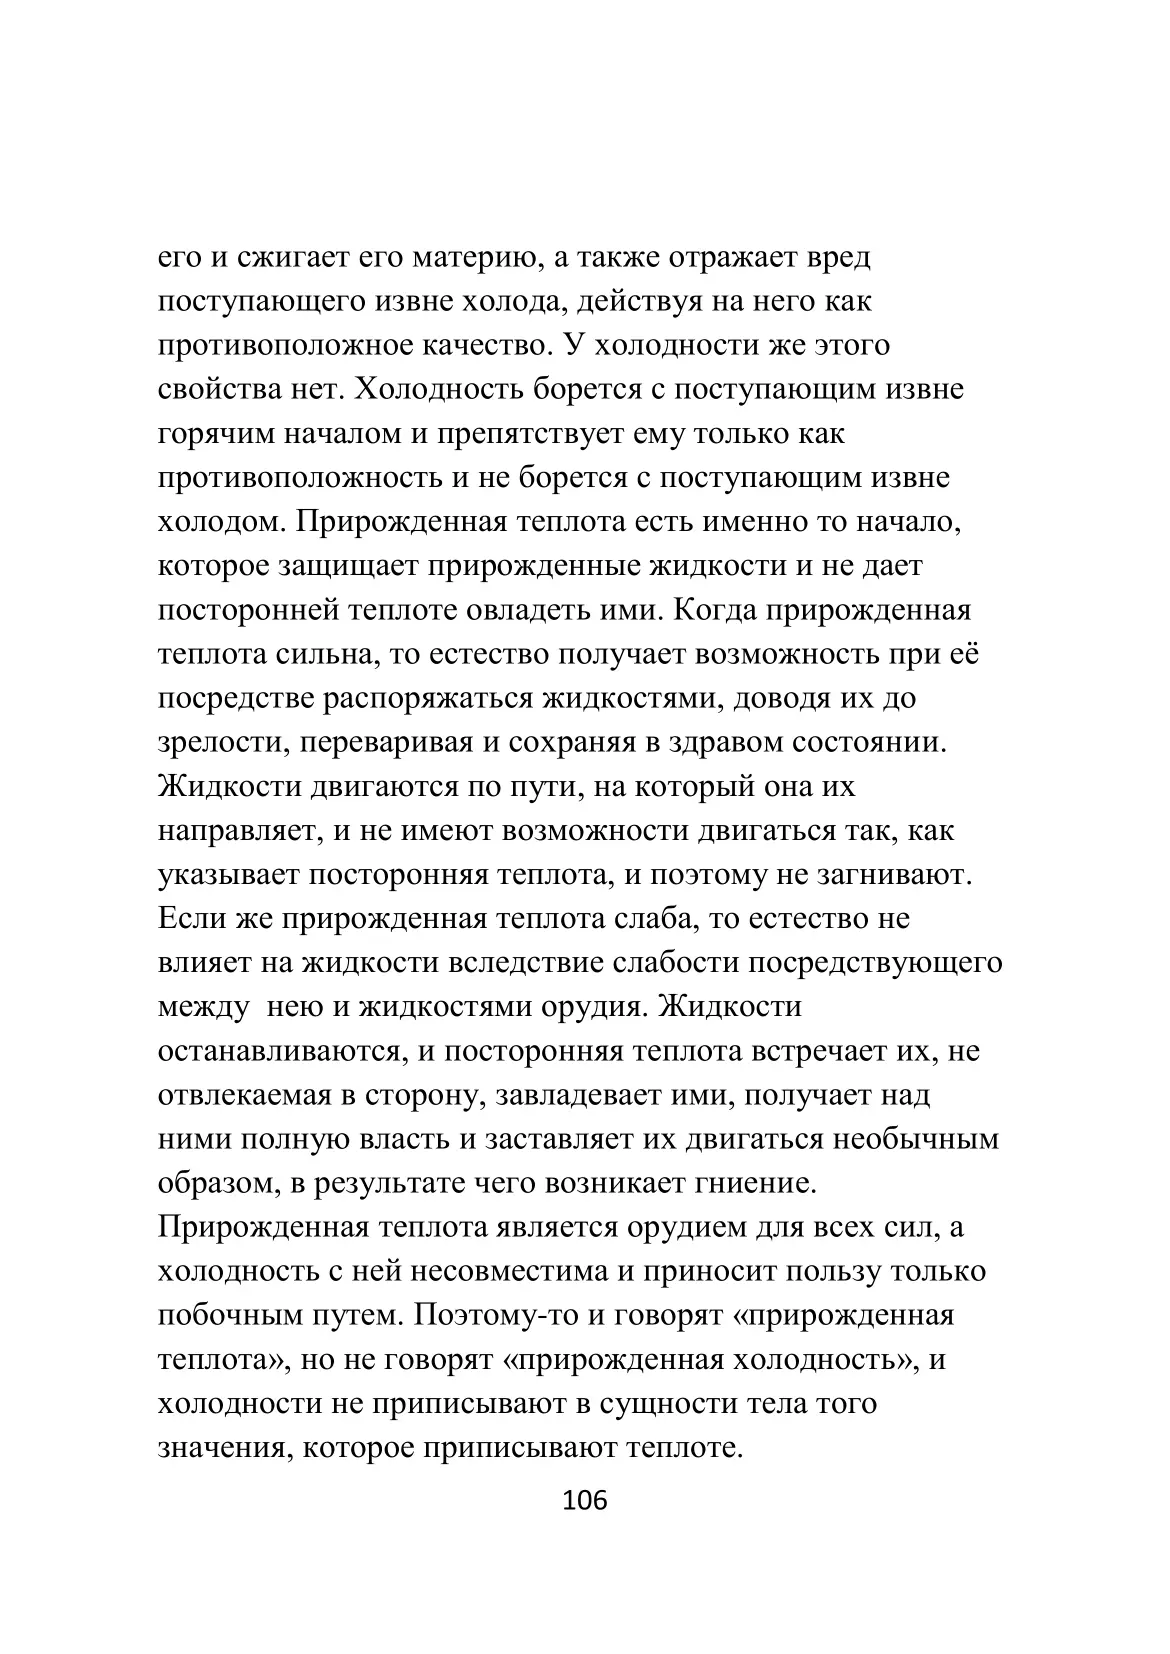 его и сжигает его материю, а также отражает вред
поступающего извне холода, действуя на него как
противоположное качество. У холодности же этого
свойства нет. Холодность борется с поступающим извне
горячим началом и препятствует ему только как
противоположность и не борется с поступающим извне
холодом. Прирожденная теплота есть именно то начало,
которое защищает прирожденные жидкости и не дает
посторонней теплоте овладеть ими. Когда прирожденная
теплота сильна, то естество получает возможность при её
посредстве распоряжаться жидкостями, доводя их до
зрелости, переваривая и сохраняя в здравом состоянии.
Жидкости двигаются по пути, на который она их
направляет, и не имеют возможности двигаться так, как
указывает посторонняя теплота, и поэтому не загнивают.
Если же прирожденная теплота слаба, то естество не
влияет на жидкости вследствие слабости посредствующего
между  нею и жидкостями орудия. Жидкости
останавливаются, и посторонняя теплота встречает их, не
отвлекаемая в сторону, завладевает ими, получает над
ними полную власть и заставляет их двигаться необычным
образом, в результате чего возникает гниение.
Прирожденная теплота является орудием для всех сил, а
холодность с ней несовместима и приносит пользу только
побочным путем. Поэтому-то и говорят «прирожденная
теплота», но не говорят «прирожденная холодность», и
холодности не приписывают в сущности тела того
значения, которое приписывают теплоте.
106